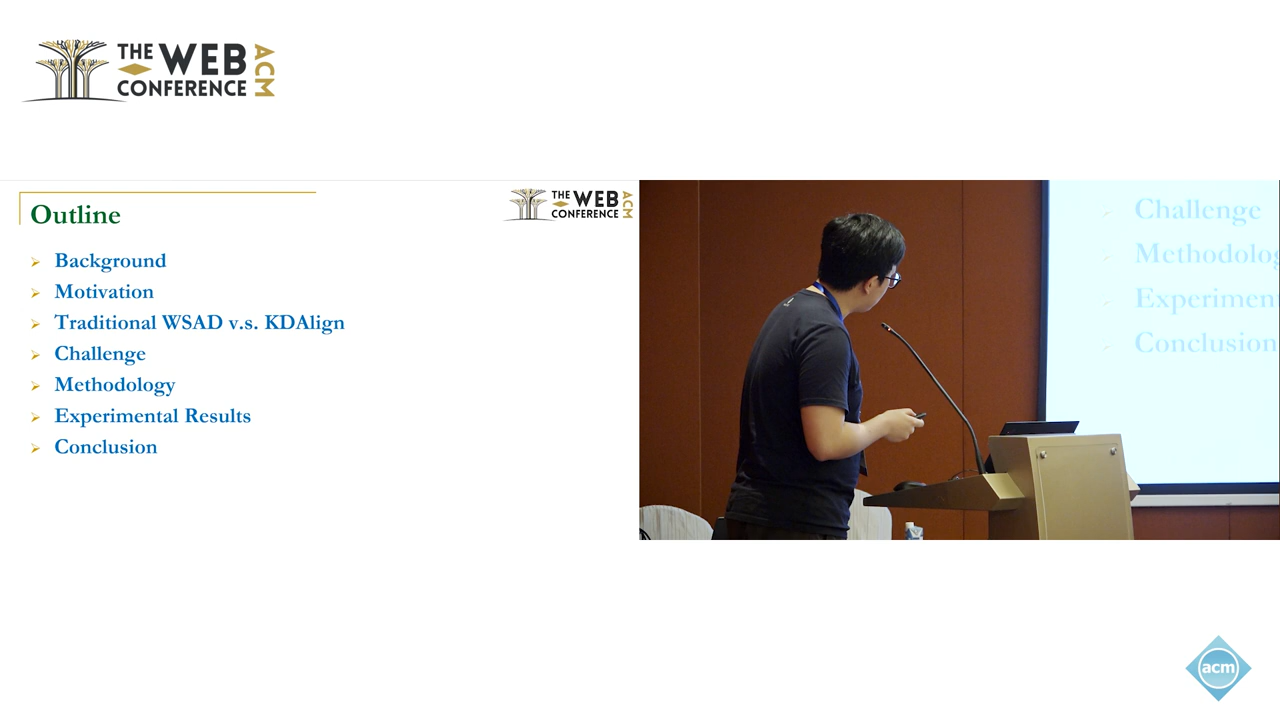 THE WEB CONFERENCE ACM
Outline
THE WEB CONFERENCE ACM
Background
Motivation
Traditional WSAD v.s. KDAlign
Challenge
Methodology
Experimental Results
Conclusion
Challenge
Methodolog
Experimen
Conclusion
acm